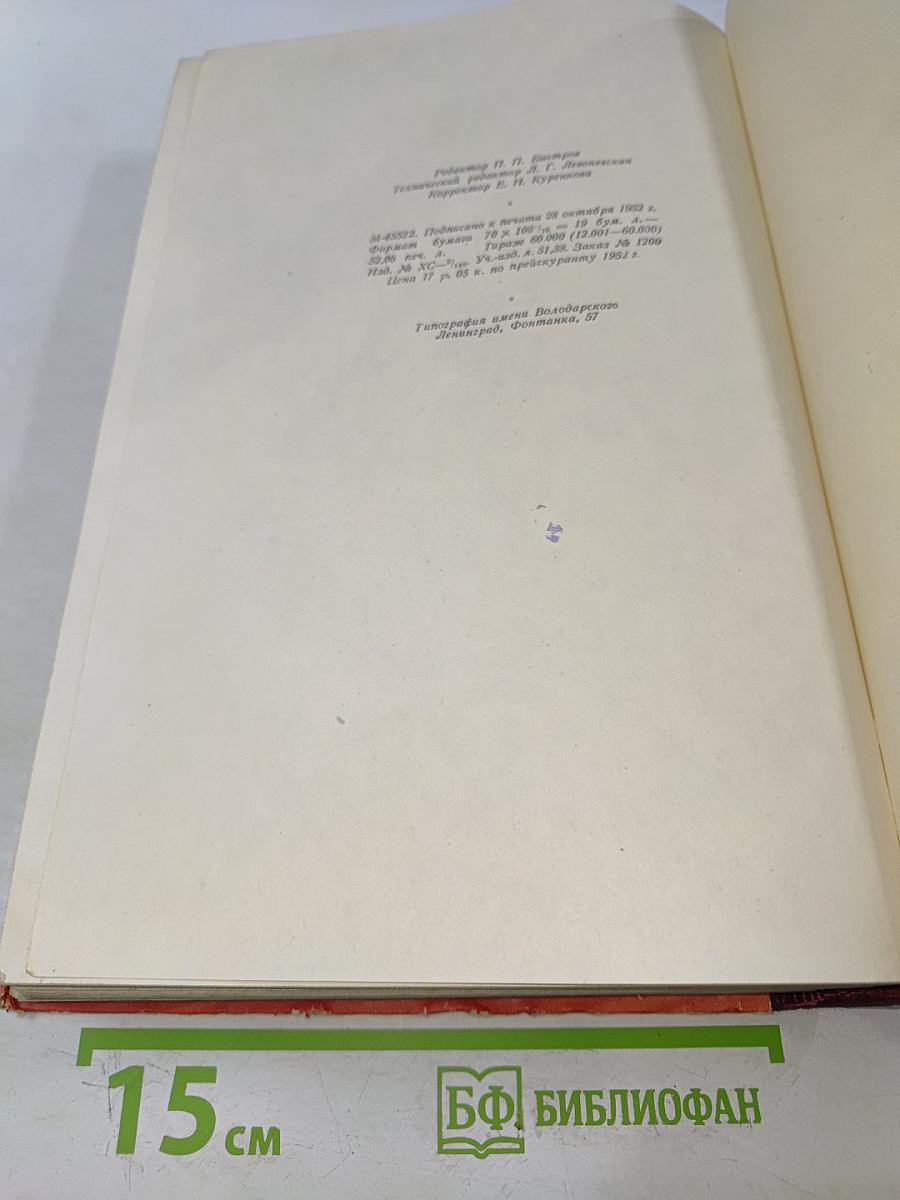 Редактор П. П. Быстров
Технический редактор Л. Г. Левоневская
Корректор Е. Н. Куренкова
*
М-45522. Подписано к печати 28 октября 1952 г.
Формат бумаги 70 × 108 1/16 = 19 бум. л.—
52,06 печ. л. Тираж 60.000 (12.001—60.000)
Изд. № ХС— Уч.-изд. л. 51,38. Заказ № 1200
Цена 17 р. 05 к. по прейскуранту 1952 г.
*
Типография имени Володарского
Ленинград, Фонтанка, 57
15 см
БФ БИБЛИОФАН